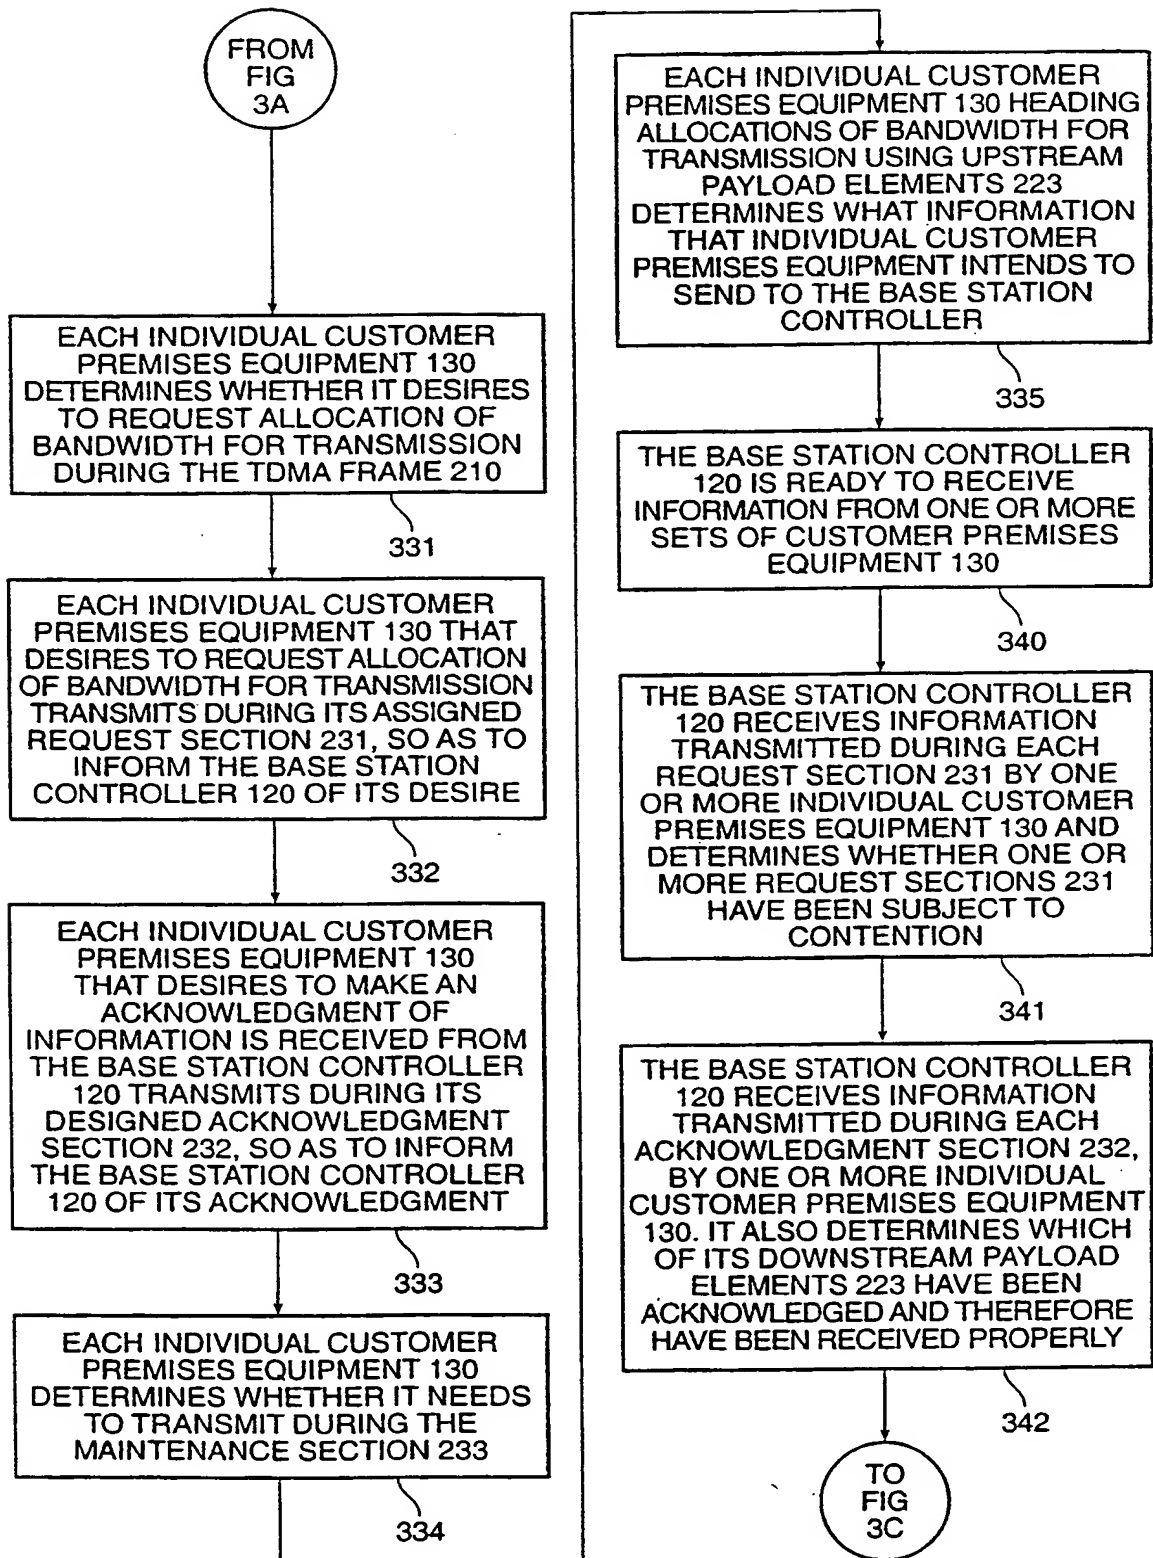 FROM
FIG
3A
EACH INDIVIDUAL CUSTOMER
PREMISES EQUIPMENT 130
DETERMINES WHETHER IT DESIRES
TO REQUEST ALLOCATION OF
BANDWIDTH FOR TRANSMISSION
DURING THE TDMA FRAME 210
331
EACH INDIVIDUAL CUSTOMER
PREMISES EQUIPMENT 130 THAT
DESIRES TO REQUEST ALLOCATION
OF BANDWIDTH FOR TRANSMISSION
TRANSMITS DURING ITS ASSIGNED
REQUEST SECTION 231, SO AS TO
INFORM THE BASE STATION
CONTROLLER 120 OF ITS DESIRE
332
EACH INDIVIDUAL CUSTOMER
PREMISES EQUIPMENT 130
THAT DESIRES TO MAKE AN
ACKNOWLEDGMENT OF
INFORMATION IS RECEIVED FROM
THE BASE STATION CONTROLLER
120 TRANSMITS DURING ITS
DESIGNED ACKNOWLEDGMENT
SECTION 232, SO AS TO INFORM
THE BASE STATION CONTROLLER
120 OF ITS ACKNOWLEDGMENT
333
EACH INDIVIDUAL CUSTOMER
PREMISES EQUIPMENT 130
DETERMINES WHETHER IT NEEDS
TO TRANSMIT DURING THE
MAINTENANCE SECTION 233
334
EACH INDIVIDUAL CUSTOMER
PREMISES EQUIPMENT 130 HEADING
ALLOCATIONS OF BANDWIDTH FOR
TRANSMISSION USING UPSTREAM
PAYLOAD ELEMENTS 223
DETERMINES WHAT INFORMATION
THAT INDIVIDUAL CUSTOMER
PREMISES EQUIPMENT INTENDS TO
SEND TO THE BASE STATION
CONTROLLER
335
THE BASE STATION CONTROLLER
120 IS READY TO RECEIVE
INFORMATION FROM ONE OR MORE
SETS OF CUSTOMER PREMISES
EQUIPMENT 130
340
THE BASE STATION CONTROLLER
120 RECEIVES INFORMATION
TRANSMITTED DURING EACH
REQUEST SECTION 231 BY ONE
OR MORE INDIVIDUAL CUSTOMER
PREMISES EQUIPMENT 130 AND
DETERMINES WHETHER ONE OR
MORE REQUEST SECTIONS 231
HAVE BEEN SUBJECT TO
CONTENTION
341
THE BASE STATION CONTROLLER
120 RECEIVES INFORMATION
TRANSMITTED DURING EACH
ACKNOWLEDGMENT SECTION 232,
BY ONE OR MORE INDIVIDUAL
CUSTOMER PREMISES EQUIPMENT
130. IT ALSO DETERMINES WHICH
OF ITS DOWNSTREAM PAYLOAD
ELEMENTS 223 HAVE BEEN
ACKNOWLEDGED AND THEREFORE
HAVE BEEN RECEIVED PROPERLY
342
TO
FIG
3C